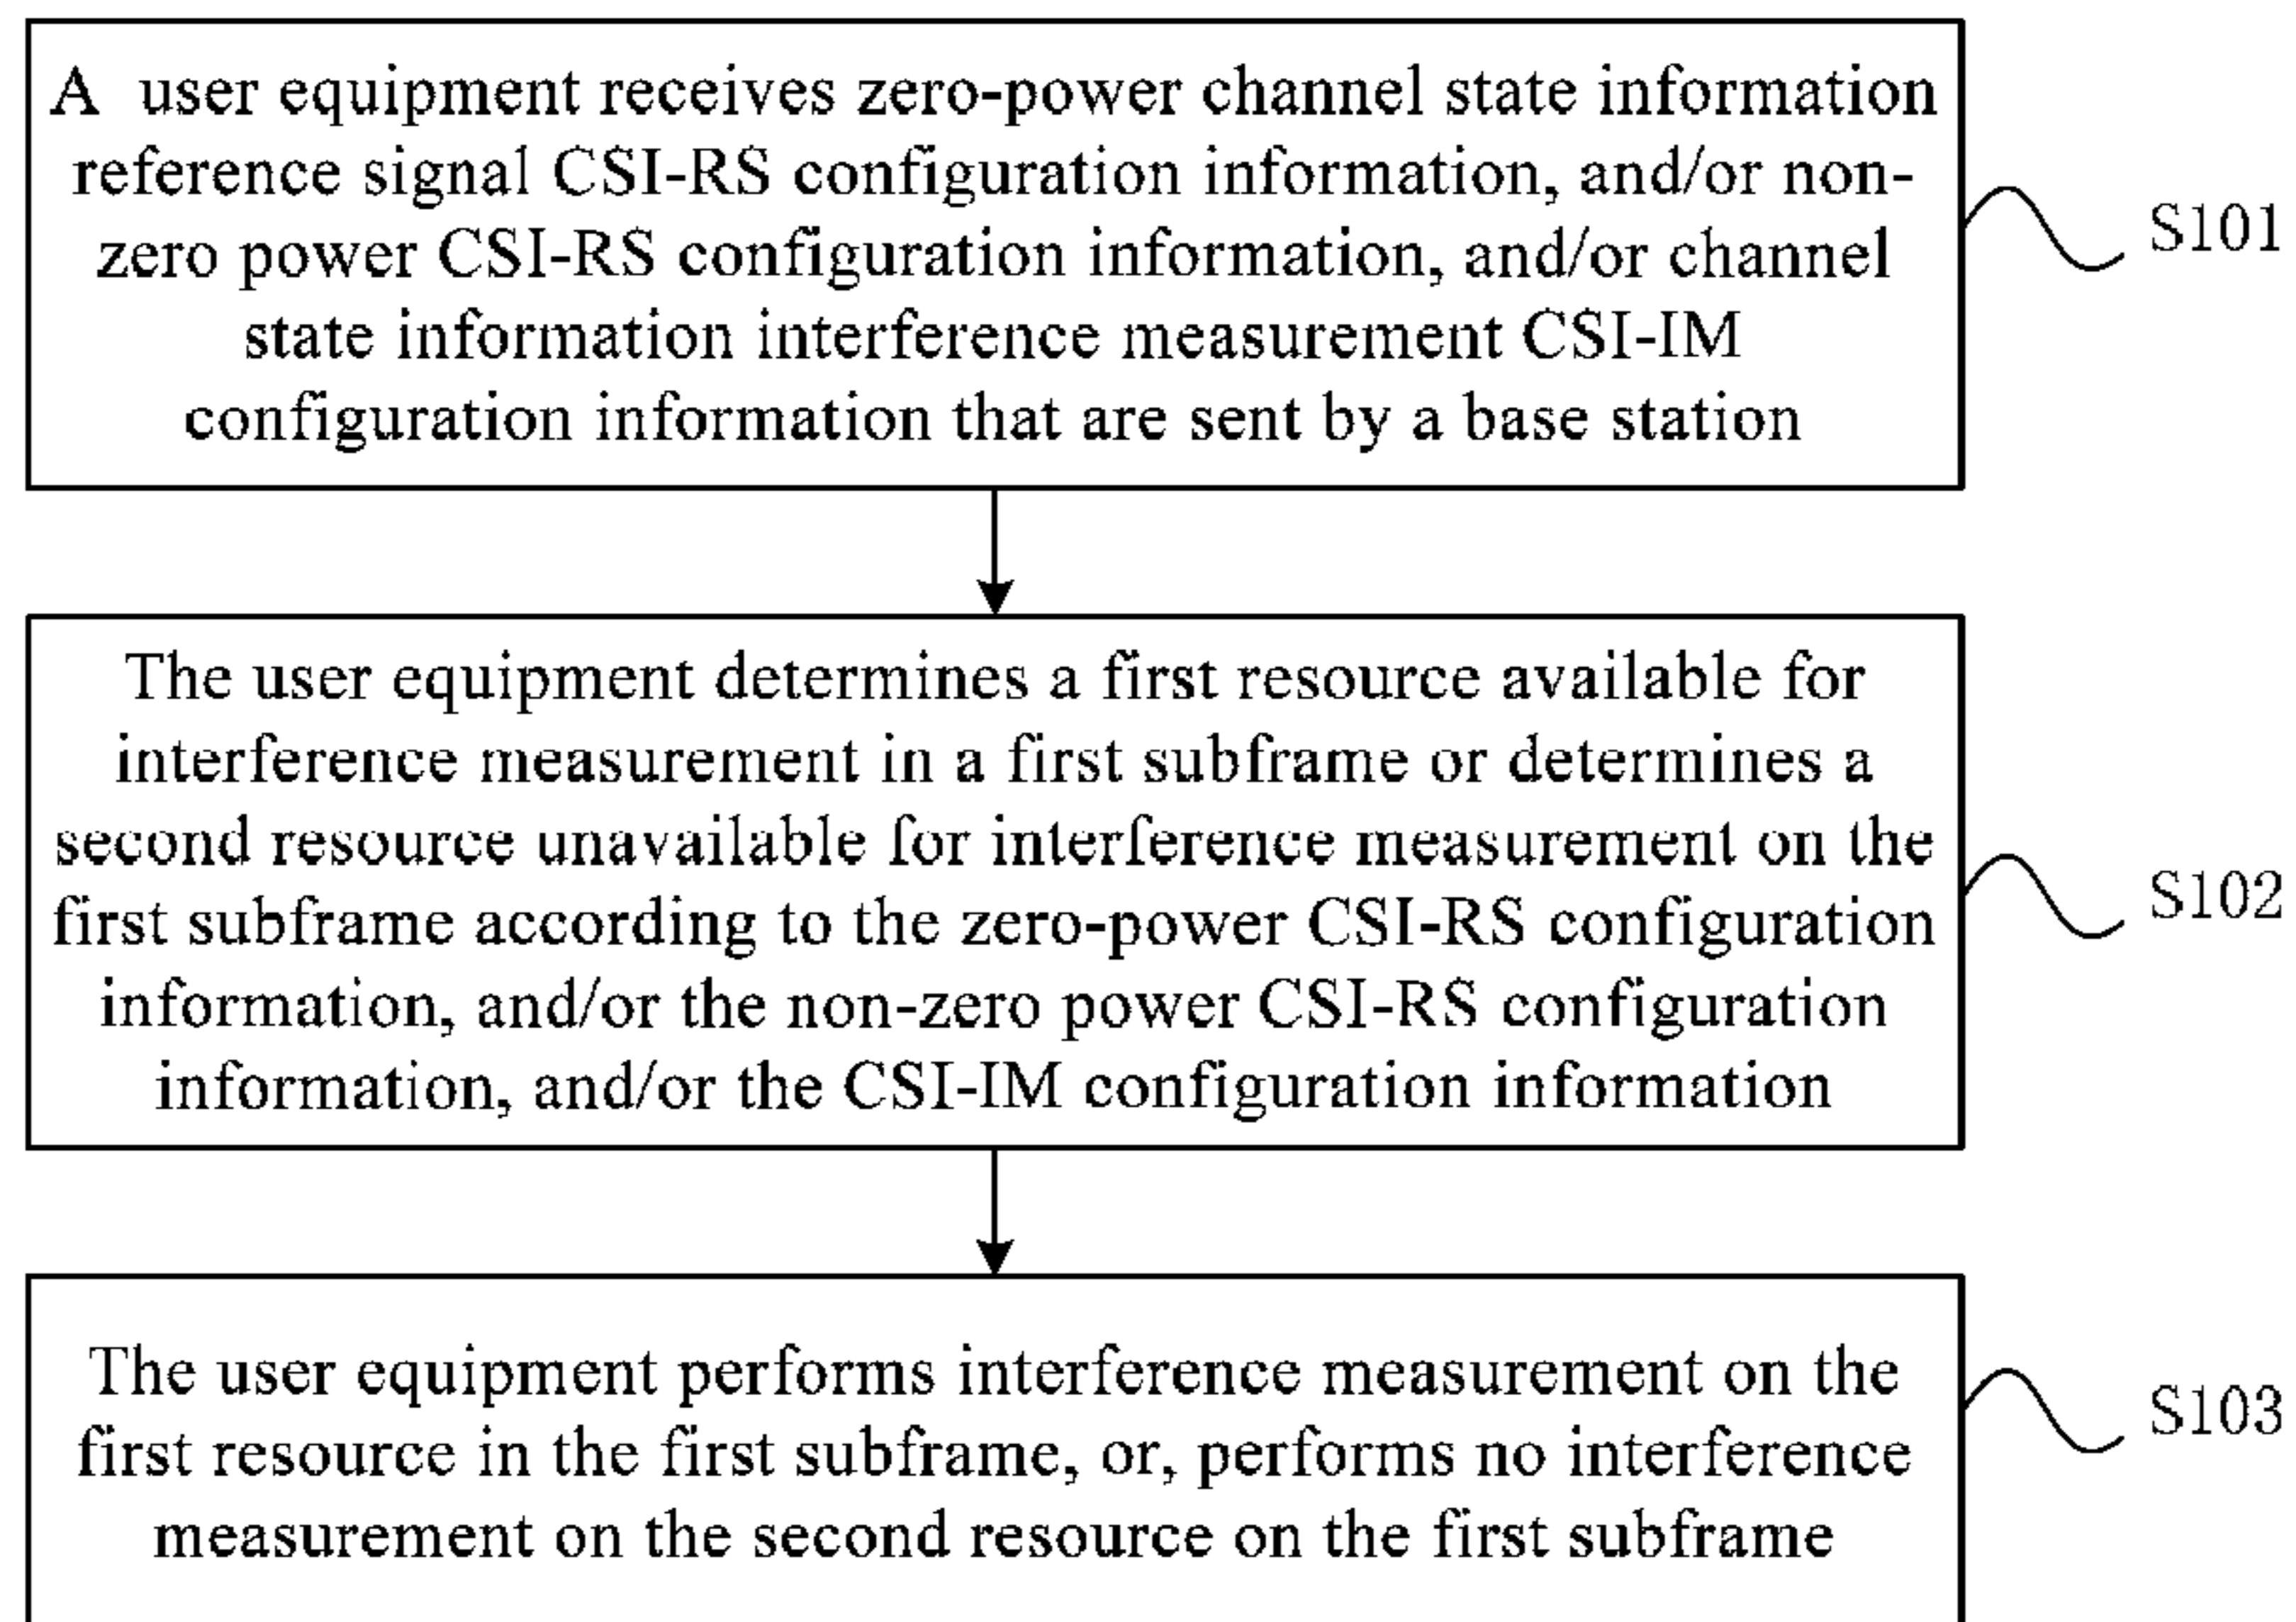 A user equipment receives zero-power channel state information
reference signal CSI-RS configuration information, and/or non-
zero power CSI-RS configuration information, and/or channel
state information interference measurement CSI-IM
configuration information that are sent by a base station
S101
The user equipment determines a first resource available for
interference measurement in a first subframe or determines a
second resource unavailable for interference measurement on the
first subframe according to the zero-power CSI-RS configuration
information, and/or the non-zero power CSI-RS configuration
information, and/or the CSI-IM configuration information
S102
The user equipment performs interference measurement on the
first resource in the first subframe, or, performs no interference
measurement on the second resource on the first subframe
S103